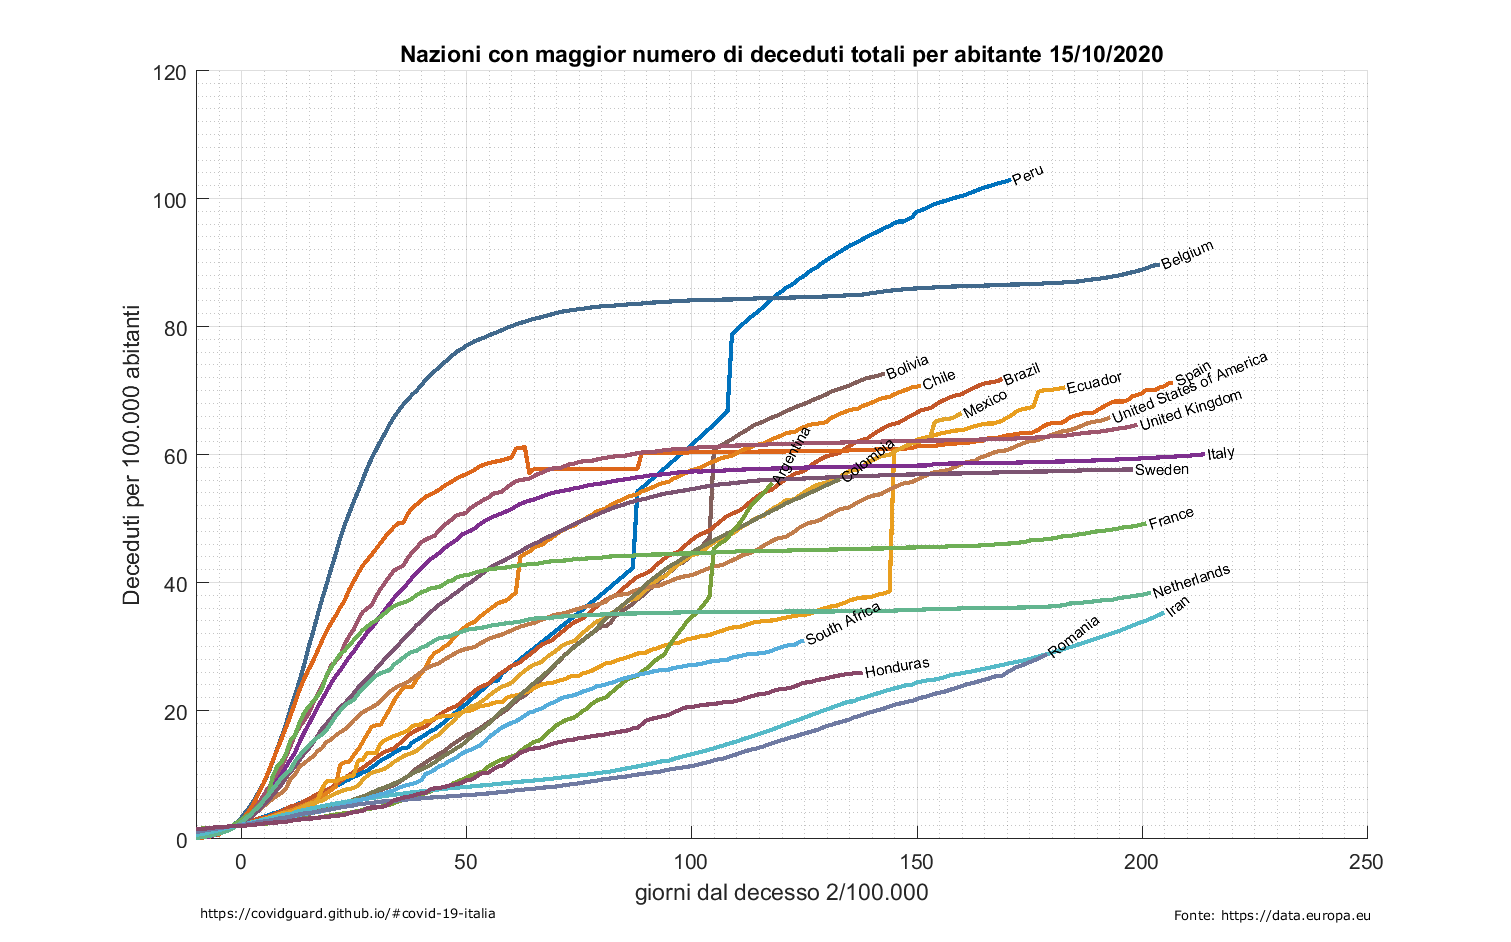 Nazioni con maggior numero di deceduti totali per abitante 15/10/2020
120
100
80
60
40
20
0
Deceduti per 100.000 abitanti
Peru
Belgium
Bolivia
Chile
Brazil
Mexico
Ecuador
Spain
United States of America
United Kingdom
Argentina
Colombia
Italy
Sweden
France
Netherlands
Iran
Romania
South Africa
Honduras
0 50 100 150 200 250
giorni dal decesso 2/100.000
https://covidguard.github.io/#covid-19-italia
Fonte: https://data.europa.eu